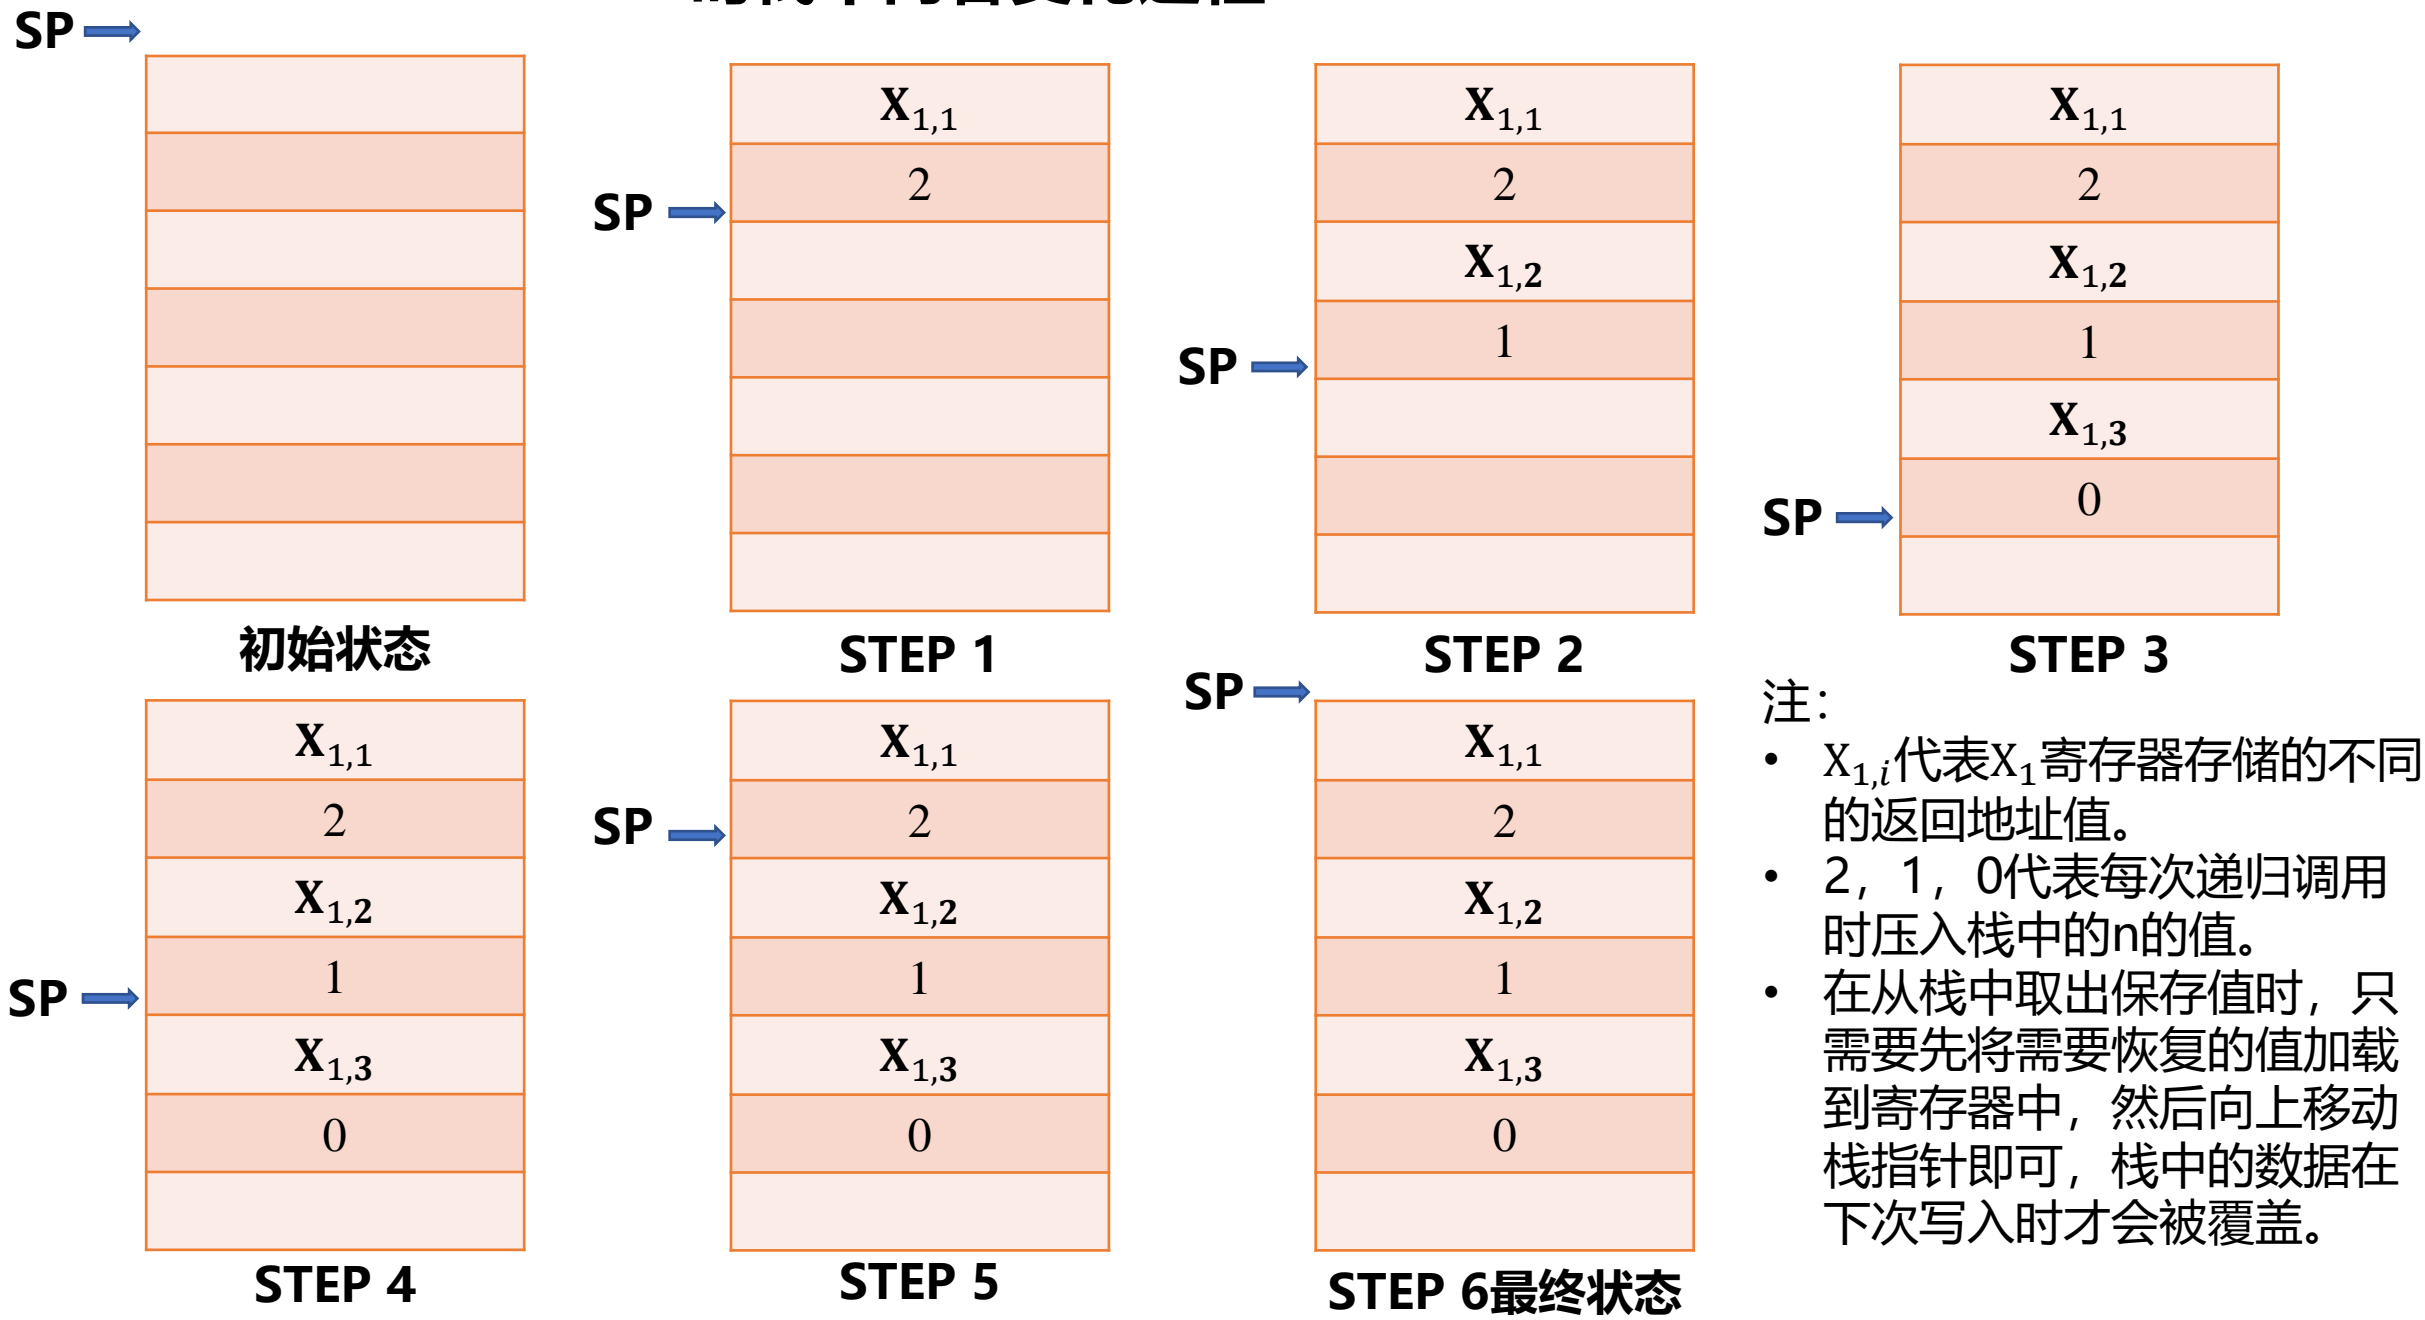 SP
X₁,₁ X₁,₁ X₁,₁
2 2 2
SP
X₁,₂ X₁,₂
1 1
SP
X₁,₃
0
SP
初始状态 STEP 1 STEP 2 STEP 3
SP
X₁,₁ X₁,₁ X₁,₁
2 2 2
SP
X₁,₂ X₁,₂ X₁,₂
1 1 1
SP
X₁,₃ X₁,₃ X₁,₃
0 0 0
STEP 4 STEP 5 STEP 6最终状态
注：
• X₁,ᵢ代表X₁寄存器存储的不同
的返回地址值。
• 2，1，0代表每次递归调用
时压入栈中的n的值。
• 在从栈中取出保存值时，只
需要先将需要恢复的值加载
到寄存器中，然后向上移动
栈指针即可，栈中的数据在
下次写入时才会被覆盖。